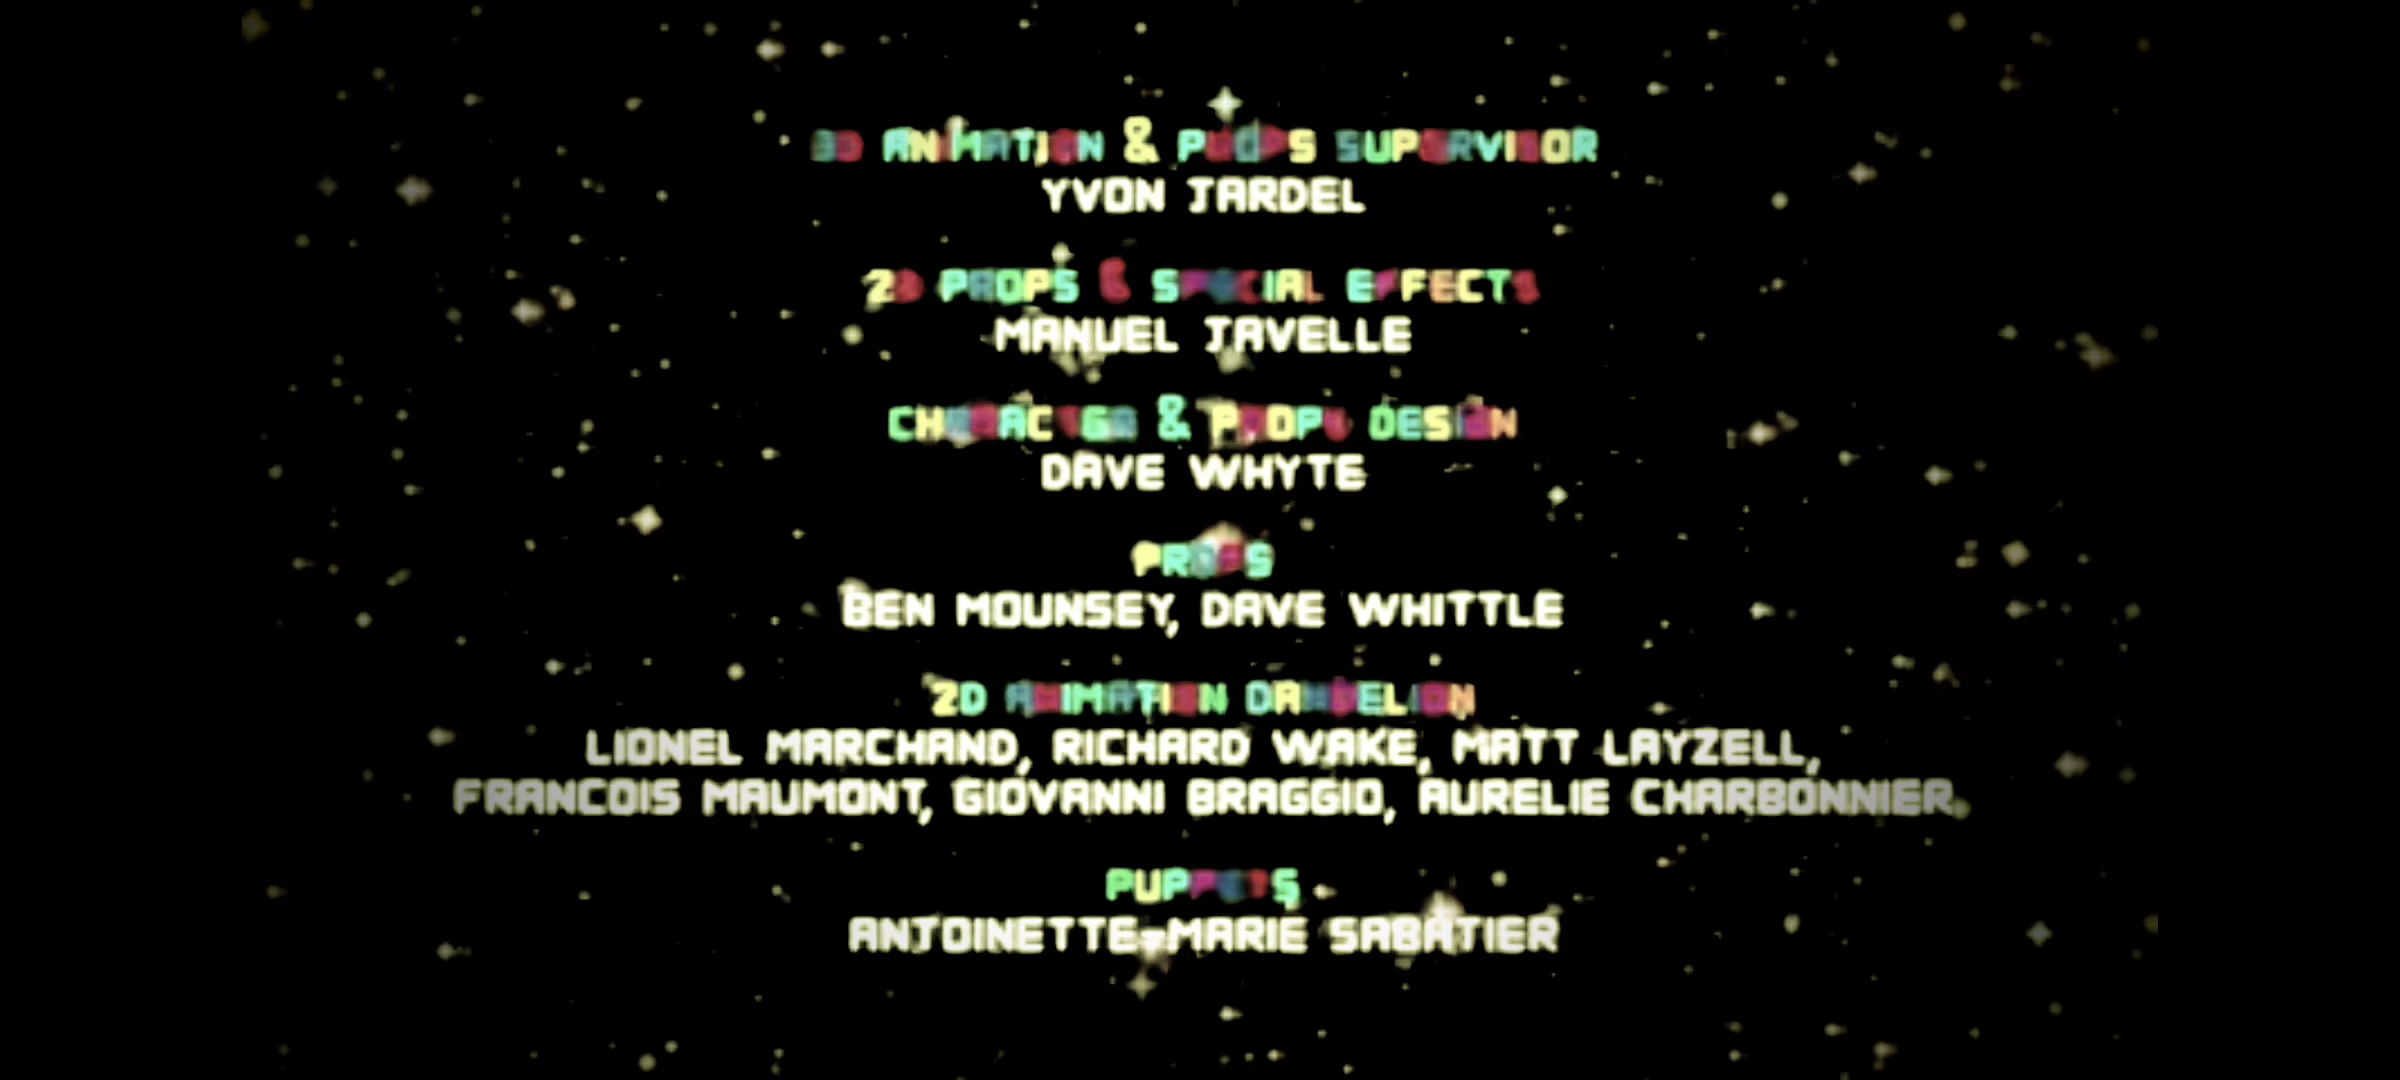 3D ANIMATION & PROPS SUPERVISOR
YVON JARDEL
2D PROPS & SPECIAL EFFECTS
MANUEL JAVELLE
CHARACTER & PROPS DESIGN
DAVE WHYTE
PROPS
BEN MOUNSEY, DAVE WHITTLE
2D ANIMATION DANDELION
LIONEL MARCHAND, RICHARD WAKE, MATT LAYZELL,
FRANCOIS MAUMONT, GIOVANNI BRAGGIO, AURELIE CHARBONNIER
PUPPETS
ANTOINETTE-MARIE SABATIER